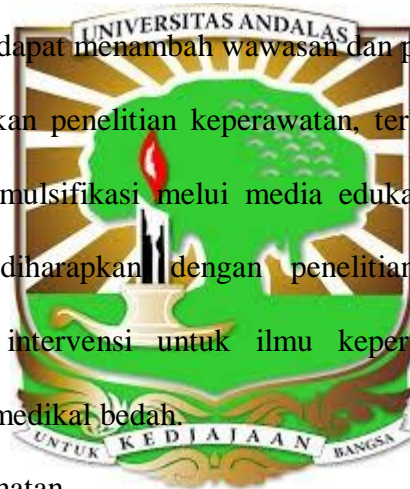 UNIVERSITAS ANDALAS
dapat menambah wawasan dan p
kan penelitian keperawatan, ter
mulsifikasi melui media eduka
diharapkan dengan penelitian
intervensi untuk ilmu keper
medikal bedah.
UNTUK KEDJAJAAN BANGSA